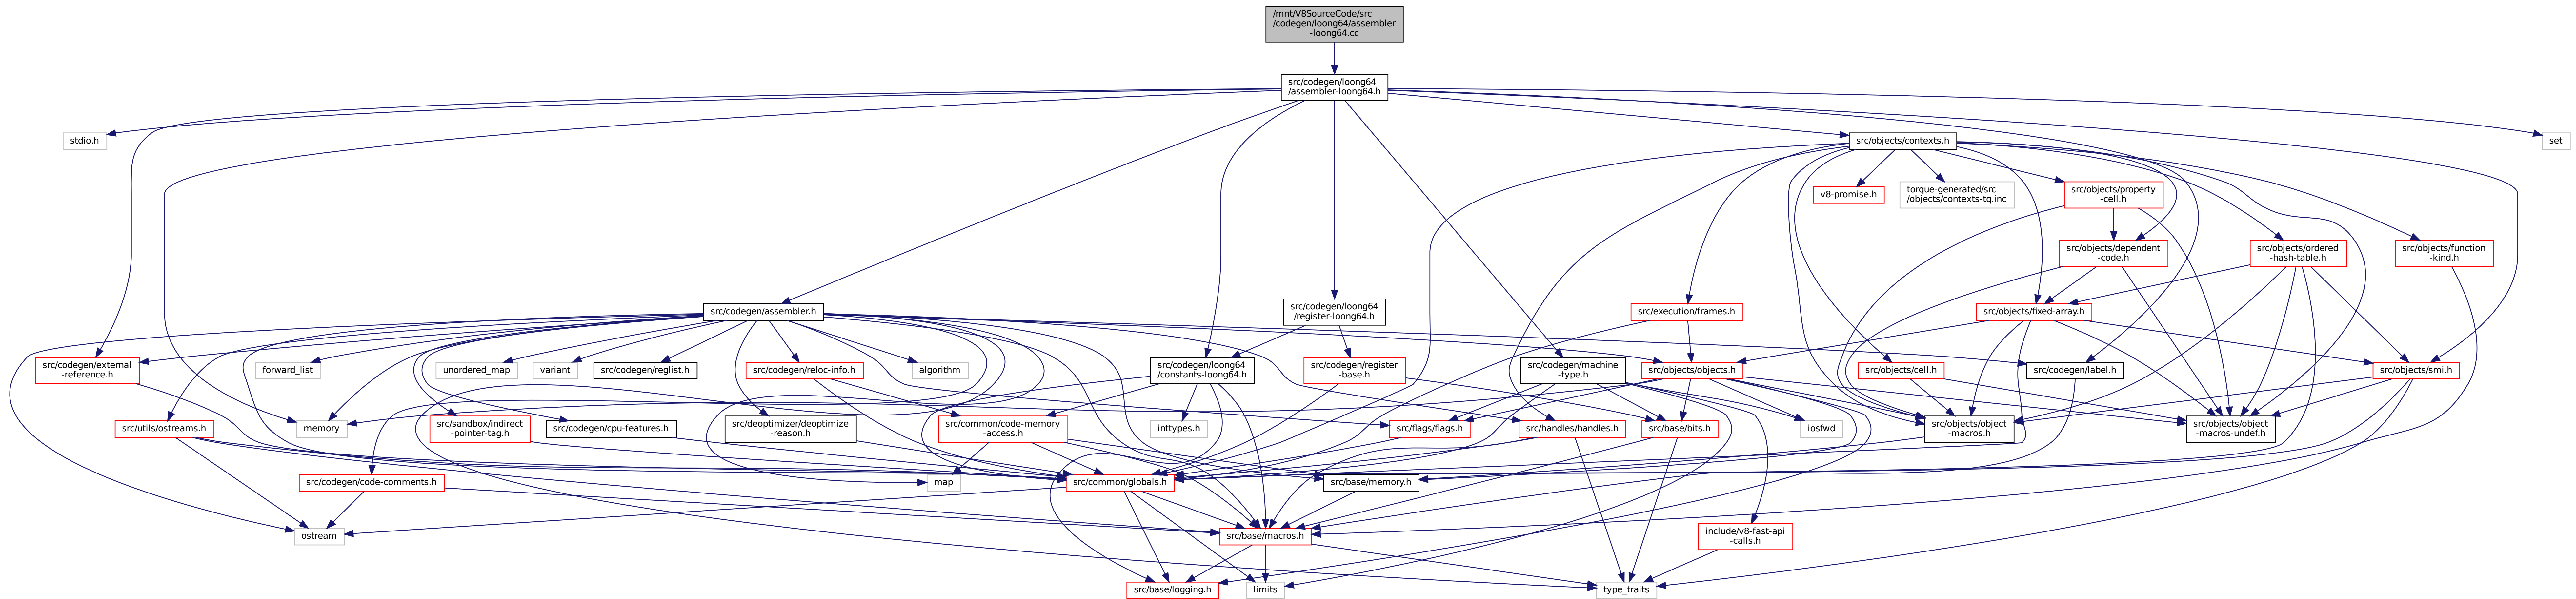 /mnt/V8SourceCode/src
/codegen/loong64/assembler
-loong64.cc
src/codegen/loong64
/assembler-loong64.h
stdio.h
src/objects/contexts.h
set
v8-promise.h
torque-generated/src
/objects/contexts-tq.inc
src/objects/property
-cell.h
src/objects/dependent
-code.h
src/objects/ordered
-hash-table.h
src/objects/function
-kind.h
src/codegen/assembler.h
src/codegen/loong64
/register-loong64.h
src/execution/frames.h
src/objects/fixed-array.h
src/codegen/external
-reference.h
forward_list
unordered_map
variant
src/codegen/reglist.h
src/codegen/reloc-info.h
algorithm
src/codegen/loong64
/constants-loong64.h
src/codegen/register
-base.h
src/codegen/machine
-type.h
src/objects/objects.h
src/objects/cell.h
src/codegen/label.h
src/objects/smi.h
src/utils/ostreams.h
memory
src/sandbox/indirect
-pointer-tag.h
src/codegen/cpu-features.h
src/deoptimizer/deoptimize
-reason.h
src/common/code-memory
-access.h
inttypes.h
src/flags/flags.h
src/handles/handles.h
src/base/bits.h
iosfwd
src/objects/object
-macros.h
src/objects/object
-macros-undef.h
src/codegen/code-comments.h
map
src/common/globals.h
src/base/memory.h
ostream
src/base/macros.h
include/v8-fast-api
-calls.h
src/base/logging.h
limits
type_traits